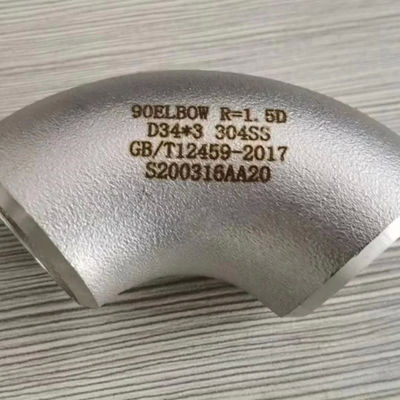 90ELBOW R=1.5D
D34*3 304SS
GB/T12459-2017
S200316AA20